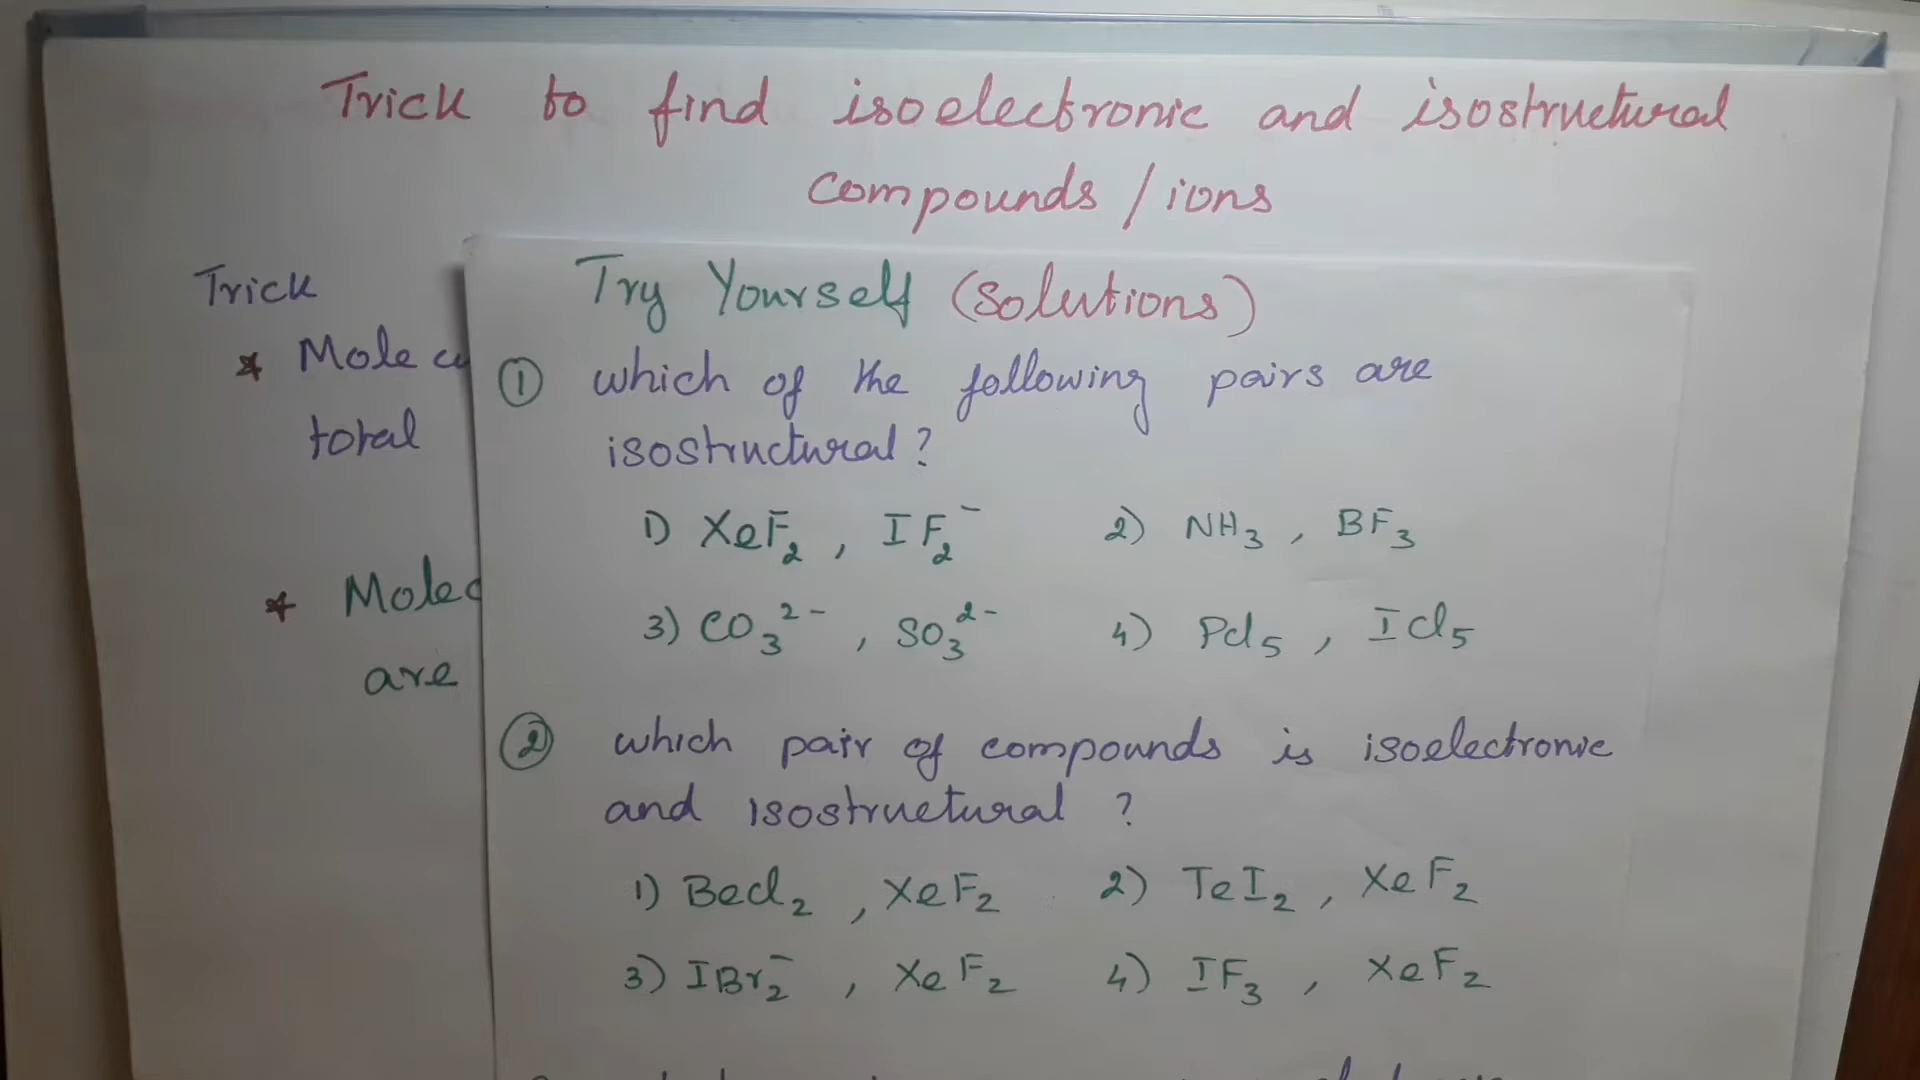 Trick to find isoelectronic and isostructural
compounds / ions
Trick
* Molecu
total
* Molec
are
Try Yourself (Solutions)
① which of the following pairs are
isostructural?
1) XeF₂, IF₂⁻ 2) NH₃, BF₃
3) CO₃²⁻, SO₃²⁻ 4) PCl₅, ICl₅
② which pair of compounds is isoelectronic
and isostructural ?
1) BeCl₂, XeF₂ 2) TeI₂, XeF₂
3) IBr₂⁻, XeF₂ 4) IF₃, XeF₂